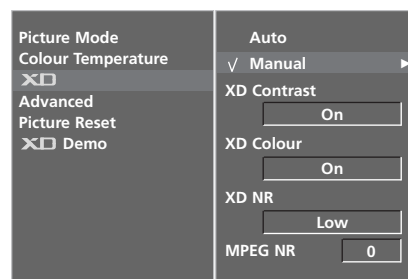 Picture Mode
Colour Temperature
XD
Advanced
Picture Reset
XD Demo
Auto
√ Manual ►
XD Contrast
On
XD Colour
On
XD NR
Low
MPEG NR 0